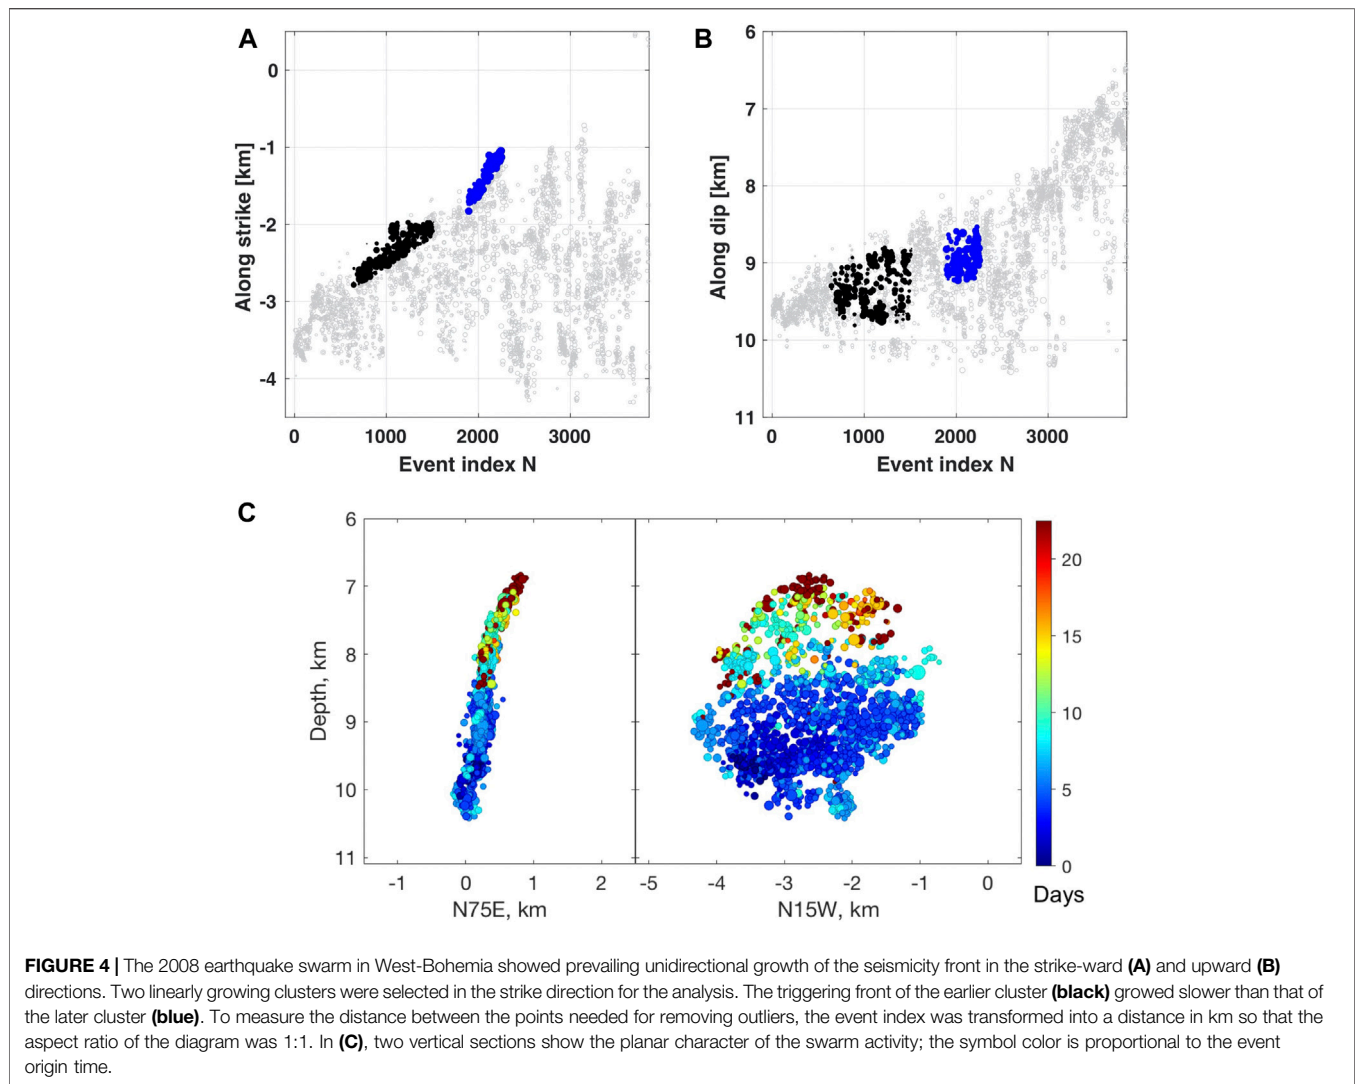 A
B
0
-1
-2
-3
-4
Along strike [km]
0
1000
2000
3000
Event index N
6
7
8
9
10
11
Along dip [km]
0
1000
2000
3000
Event index N
C
6
7
8
9
10
11
Depth, km
-1
0
1
2
N75E, km
-5
-4
-3
-2
-1
0
N15W, km
20
15
10
5
0
Days
FIGURE 4 | The 2008 earthquake swarm in West-Bohemia showed prevailing unidirectional growth of the seismicity front in the strike-ward (A) and upward (B)
directions. Two linearly growing clusters were selected in the strike direction for the analysis. The triggering front of the earlier cluster (black) growed slower than that of
the later cluster (blue). To measure the distance between the points needed for removing outliers, the event index was transformed into a distance in km so that the
aspect ratio of the diagram was 1:1. In (C), two vertical sections show the planar character of the swarm activity; the symbol color is proportional to the event
origin time.